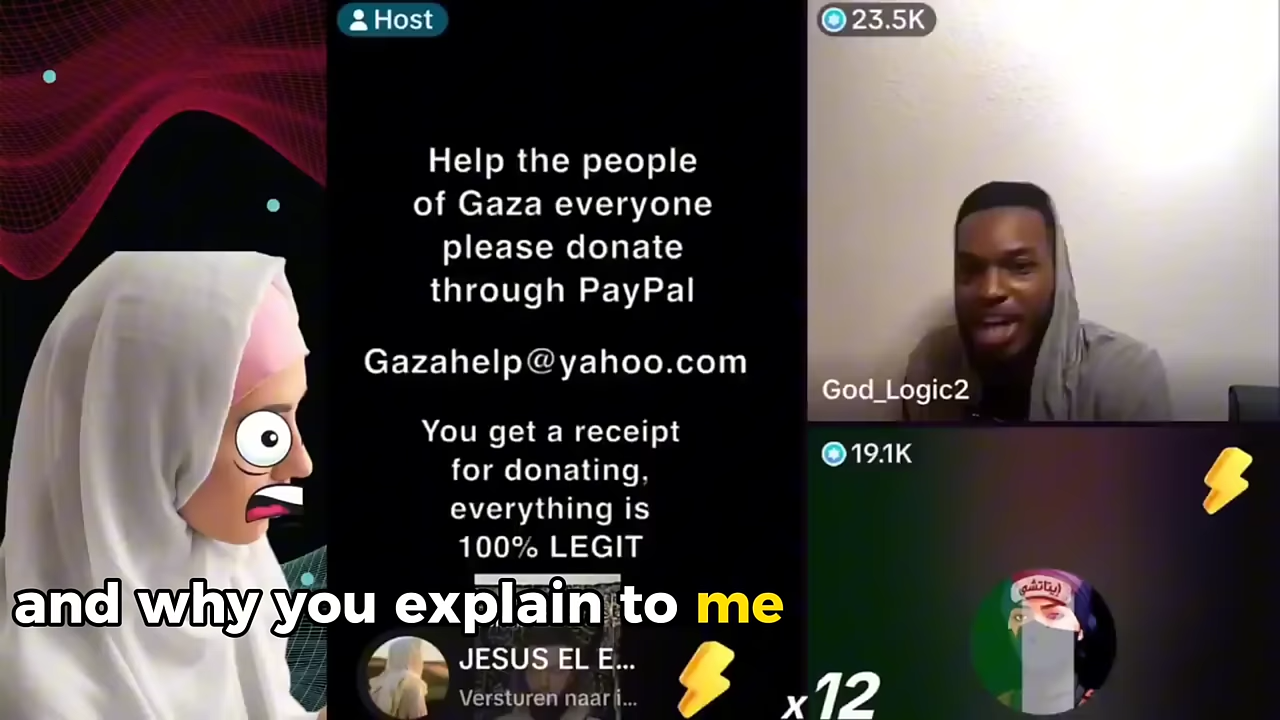 Host
Help the people
of Gaza everyone
please donate
through PayPal
Gazahelp@yahoo.com
You get a receipt
for donating,
everything is
100% LEGIT
and why you explain to me
JESUS EL E...
Versturen naar i...
x12
23.5K
God_Logic2
19.1K